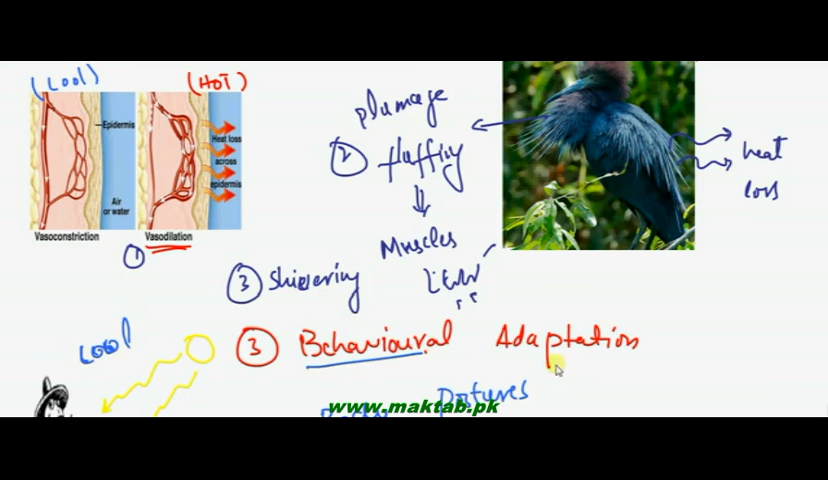 (Cool)
(HOT)
Epidermis
Air
or water
Vasoconstriction
Heat loss
across
epidermis
Vasodilation
①
plumage
② fluffing
heat
loss
Muscles
③ Shivering
Cool
③ Behavioural Adaptation
Postures
www.maktab.pk